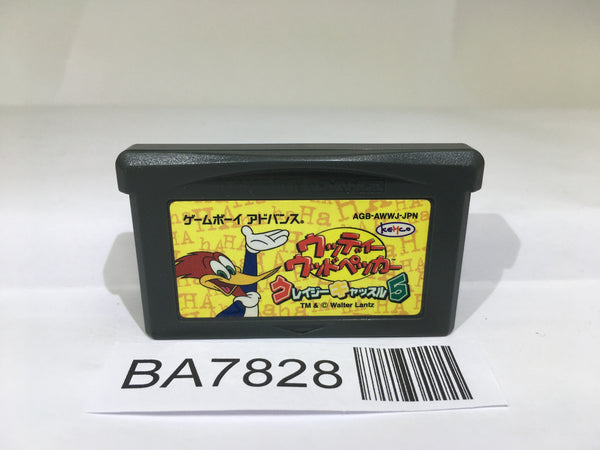 ゲームボーイ アドバンス
AGB-AWWJ-JPN
KEMCO
ウッディー
ウッドペッカー
クレイジーキャッスル5
TM & © Walter Lantz
HAHA
BA7828